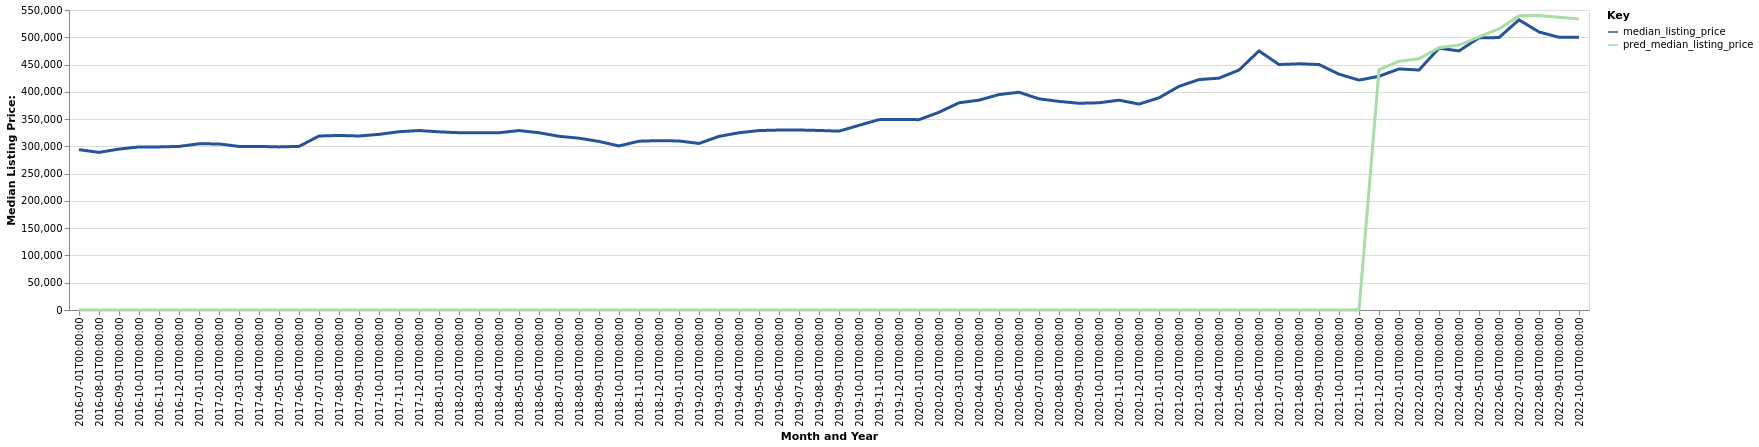 550,000
500,000
450,000
400,000
350,000
300,000
250,000
200,000
150,000
100,000
50,000
0
Median Listing Price:
2016-07-01T00:00:00
2016-08-01T00:00:00
2016-09-01T00:00:00
2016-10-01T00:00:00
2016-11-01T00:00:00
2016-12-01T00:00:00
2017-01-01T00:00:00
2017-02-01T00:00:00
2017-03-01T00:00:00
2017-04-01T00:00:00
2017-05-01T00:00:00
2017-06-01T00:00:00
2017-07-01T00:00:00
2017-08-01T00:00:00
2017-09-01T00:00:00
2017-10-01T00:00:00
2017-11-01T00:00:00
2017-12-01T00:00:00
2018-01-01T00:00:00
2018-02-01T00:00:00
2018-03-01T00:00:00
2018-04-01T00:00:00
2018-05-01T00:00:00
2018-06-01T00:00:00
2018-07-01T00:00:00
2018-08-01T00:00:00
2018-09-01T00:00:00
2018-10-01T00:00:00
2018-11-01T00:00:00
2018-12-01T00:00:00
2019-01-01T00:00:00
2019-02-01T00:00:00
2019-03-01T00:00:00
2019-04-01T00:00:00
2019-05-01T00:00:00
2019-06-01T00:00:00
2019-07-01T00:00:00
2019-08-01T00:00:00
2019-09-01T00:00:00
2019-10-01T00:00:00
2019-11-01T00:00:00
2019-12-01T00:00:00
2020-01-01T00:00:00
2020-02-01T00:00:00
2020-03-01T00:00:00
2020-04-01T00:00:00
2020-05-01T00:00:00
2020-06-01T00:00:00
2020-07-01T00:00:00
2020-08-01T00:00:00
2020-09-01T00:00:00
2020-10-01T00:00:00
2020-11-01T00:00:00
2020-12-01T00:00:00
2021-01-01T00:00:00
2021-02-01T00:00:00
2021-03-01T00:00:00
2021-04-01T00:00:00
2021-05-01T00:00:00
2021-06-01T00:00:00
2021-07-01T00:00:00
2021-08-01T00:00:00
2021-09-01T00:00:00
2021-10-01T00:00:00
2021-11-01T00:00:00
2021-12-01T00:00:00
2022-01-01T00:00:00
2022-02-01T00:00:00
2022-03-01T00:00:00
2022-04-01T00:00:00
2022-05-01T00:00:00
2022-06-01T00:00:00
2022-07-01T00:00:00
2022-08-01T00:00:00
2022-09-01T00:00:00
2022-10-01T00:00:00
Month and Year
Key
median_listing_price
pred_median_listing_price